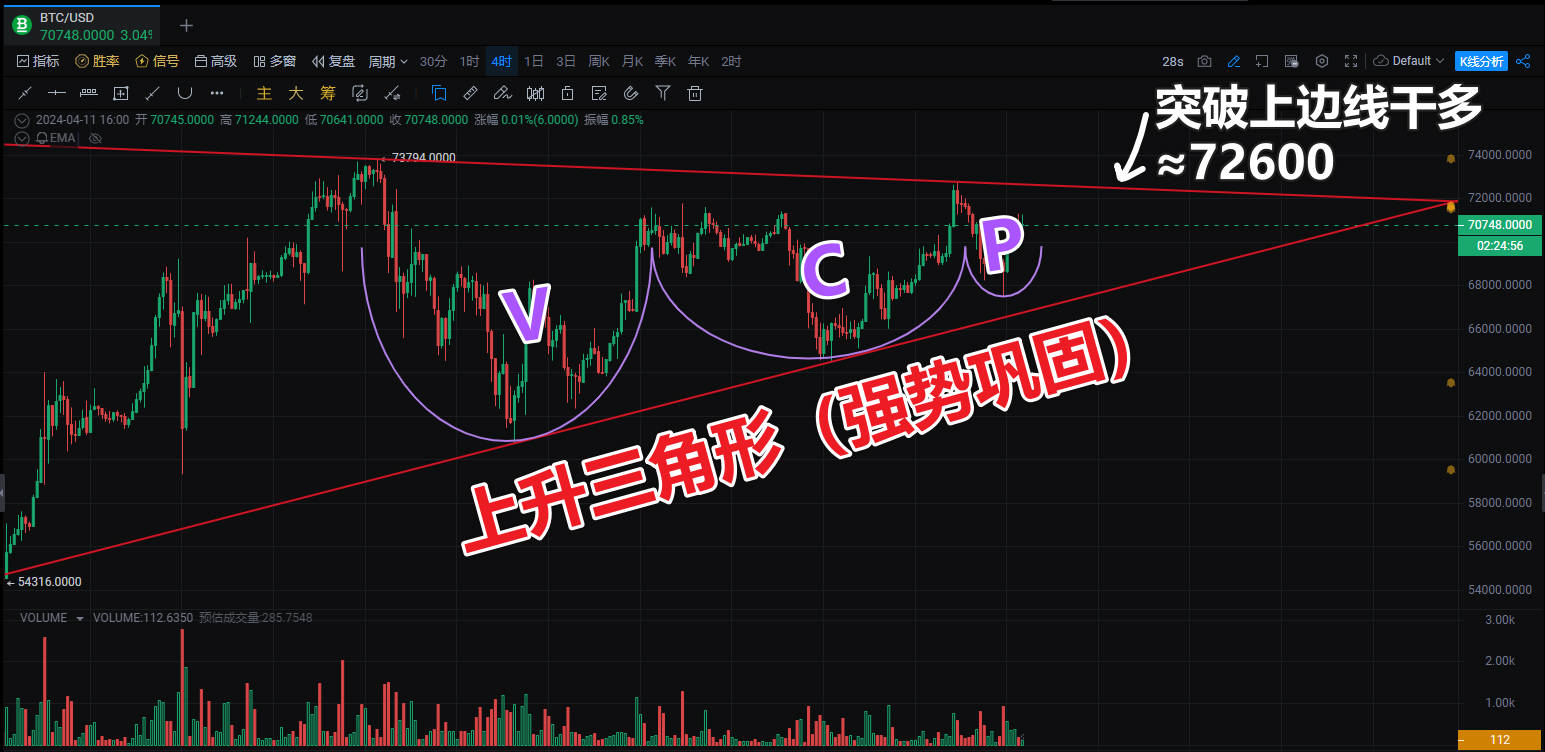 BTC/USD
70748.0000 3.04%
指标 胜率 信号 高级 多窗 复盘 周期 30分 1时 4时 1日 3日 周K 月K 季K 年K 2时 28s Default K线分析
主 大 筹
2024-04-11 16:00 开 70745.0000 高 71244.0000 低 70641.0000 收 70748.0000 涨幅 0.01%(6.0000) 振幅 0.85%
EMA
突破上边线干多
≈72600
73794.0000
74000.0000
72000.0000
70748.0000
02:24:56
68000.0000
66000.0000
64000.0000
62000.0000
60000.0000
58000.0000
56000.0000
54000.0000
V
C
P
上升三角形（强势巩固）
54316.0000
VOLUME VOLUME:112.6350 预估成交量:285.7548
3.00k
2.00k
1.00k
112